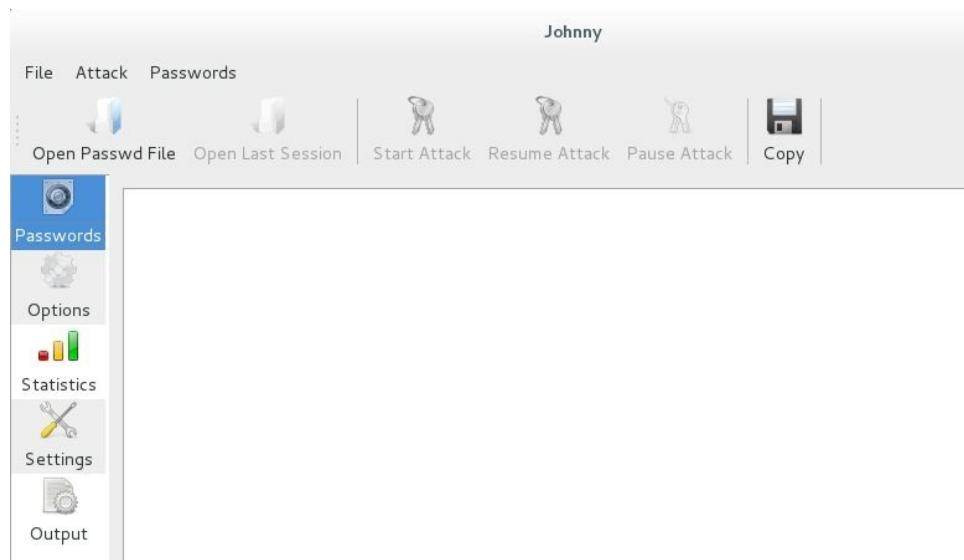 Johnny
File Attack Passwords
Open Passwd File Open Last Session Start Attack Resume Attack Pause Attack Copy
Passwords
Options
Statistics
Settings
Output